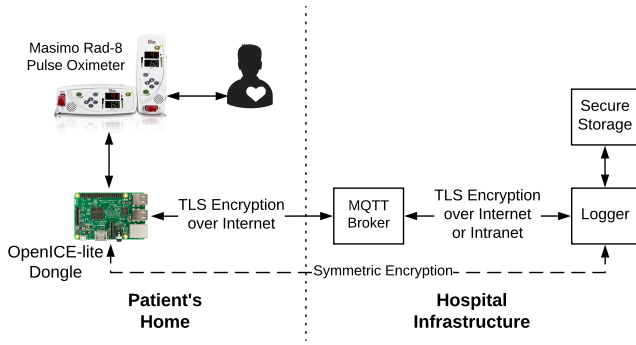 Masimo Rad-8
Pulse Oximeter
Secure
Storage
TLS Encryption
over Internet
MQTT
Broker
TLS Encryption
over Internet
or Intranet
Logger
OpenICE-lite
Dongle
Symmetric Encryption
Patient's
Home
Hospital
Infrastructure